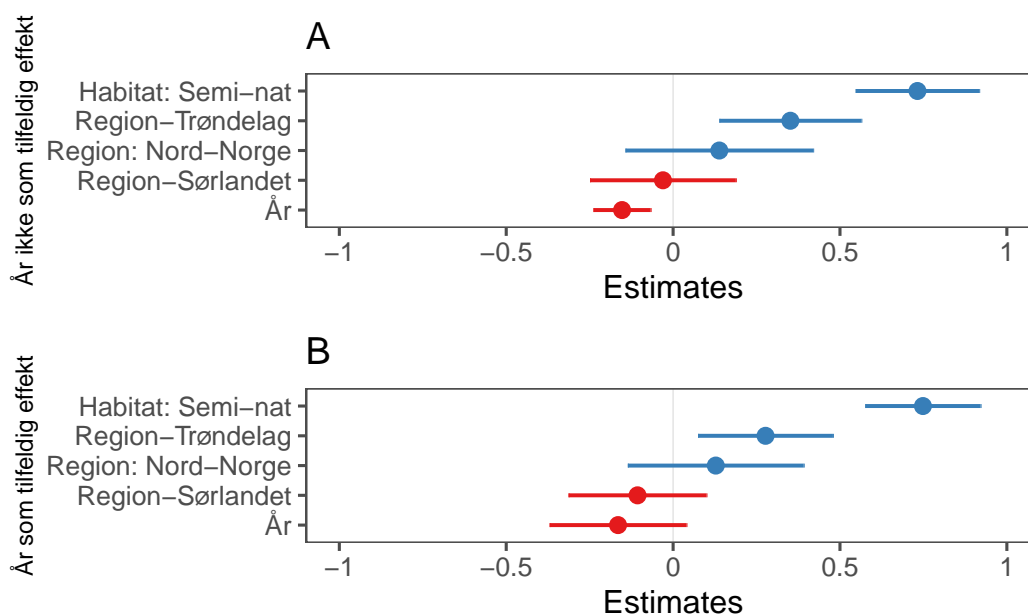 A
År ikke som tilfeldig effekt
Habitat: Semi−nat
Region−Trøndelag
Region: Nord−Norge
Region−Sørlandet
År
−1 −0.5 0 0.5 1
Estimates
B
År som tilfeldig effekt
Habitat: Semi−nat
Region−Trøndelag
Region: Nord−Norge
Region−Sørlandet
År
−1 −0.5 0 0.5 1
Estimates